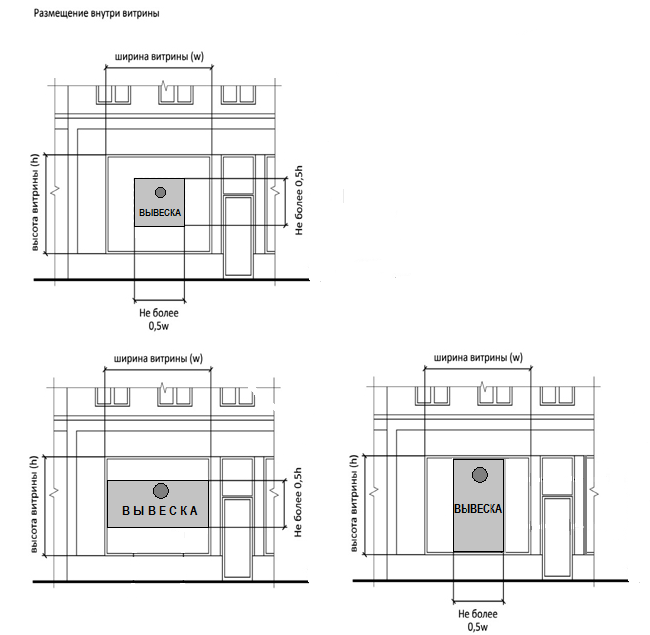 Размещение внутри витрины
ширина витрины (w)
высота витрины (h)
ВЫВЕСКА
Не более 0,5h
Не более
0,5w
ширина витрины (w)
высота витрины (h)
ВЫВЕСКА
Не более 0,5h
ширина витрины (w)
высота витрины (h)
ВЫВЕСКА
Не более
0,5w